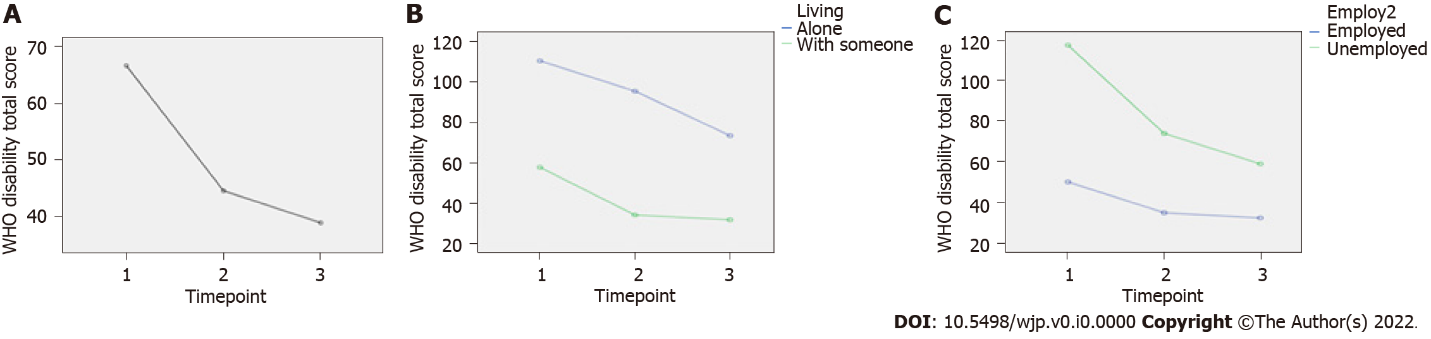 A
WHO disability total score
70
60
50
40
1 2 3
Timepoint
B
Living
Alone
With someone
WHO disability total score
120
100
80
60
40
20
1 2 3
Timepoint
C
Employ2
Employed
Unemployed
WHO disability total score
120
100
80
60
40
20
1 2 3
Timepoint
DOI: 10.5498/wjp.v0.i0.0000 Copyright ©The Author(s) 2022.